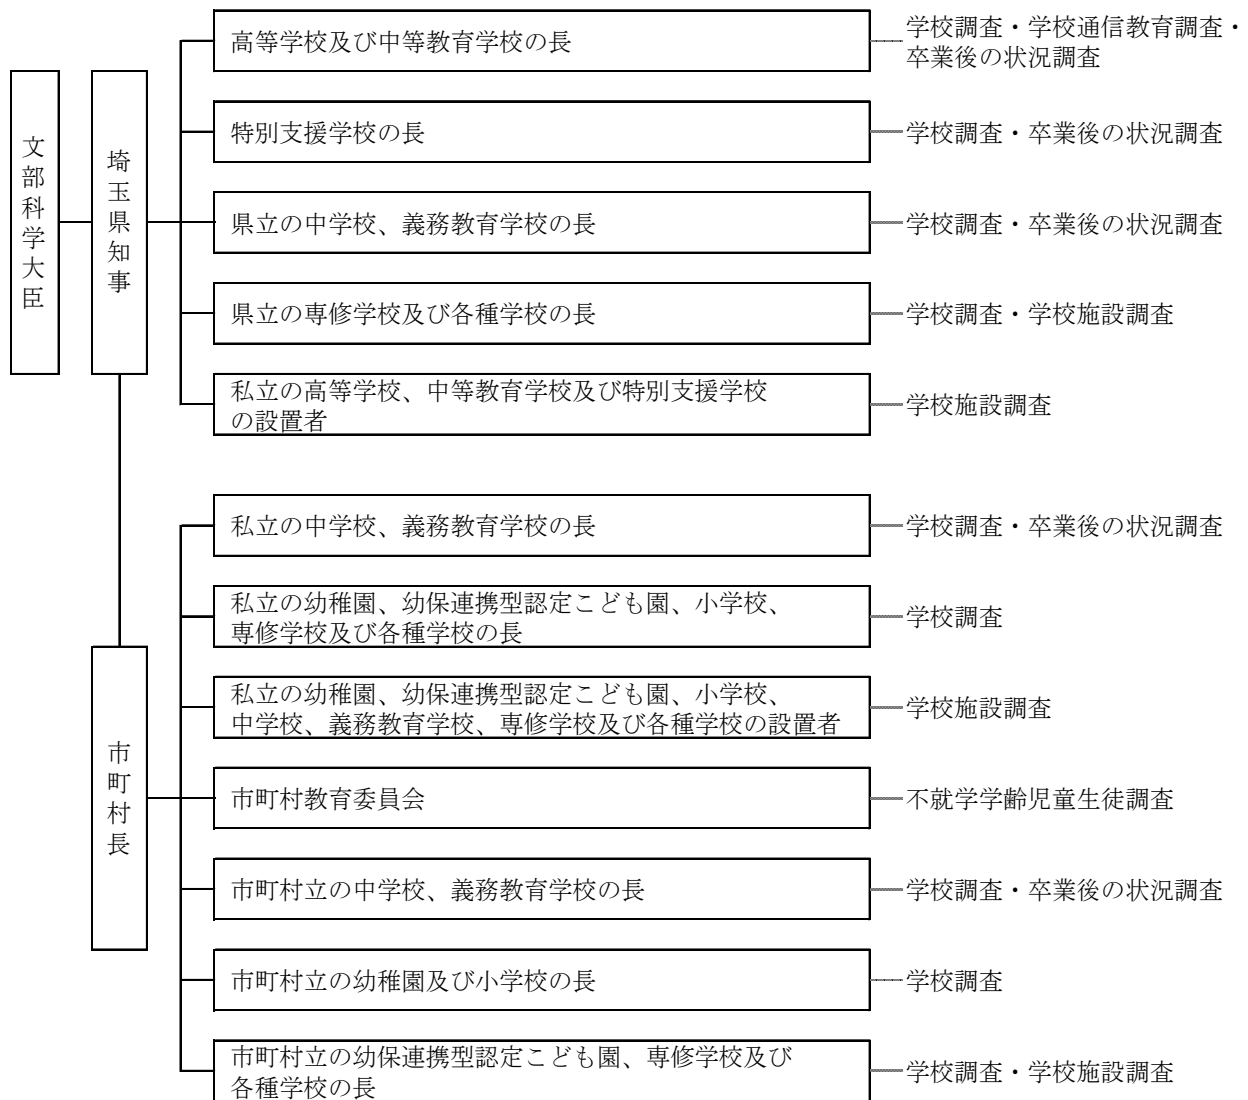 文部科学大臣
埼玉県知事
高等学校及び中等教育学校の長
学校調査・学校通信教育調査・
卒業後の状況調査
特別支援学校の長
学校調査・卒業後の状況調査
県立の中学校、義務教育学校の長
学校調査・卒業後の状況調査
県立の専修学校及び各種学校の長
学校調査・学校施設調査
私立の高等学校、中等教育学校及び特別支援学校
の設置者
学校施設調査
市町村長
私立の中学校、義務教育学校の長
学校調査・卒業後の状況調査
私立の幼稚園、幼保連携型認定こども園、小学校、
専修学校及び各種学校の長
学校調査
私立の幼稚園、幼保連携型認定こども園、小学校、
中学校、義務教育学校、専修学校及び各種学校の設置者
学校施設調査
市町村教育委員会
不就学学齢児童生徒調査
市町村立の中学校、義務教育学校の長
学校調査・卒業後の状況調査
市町村立の幼稚園及び小学校の長
学校調査
市町村立の幼保連携型認定こども園、専修学校及び
各種学校の長
学校調査・学校施設調査